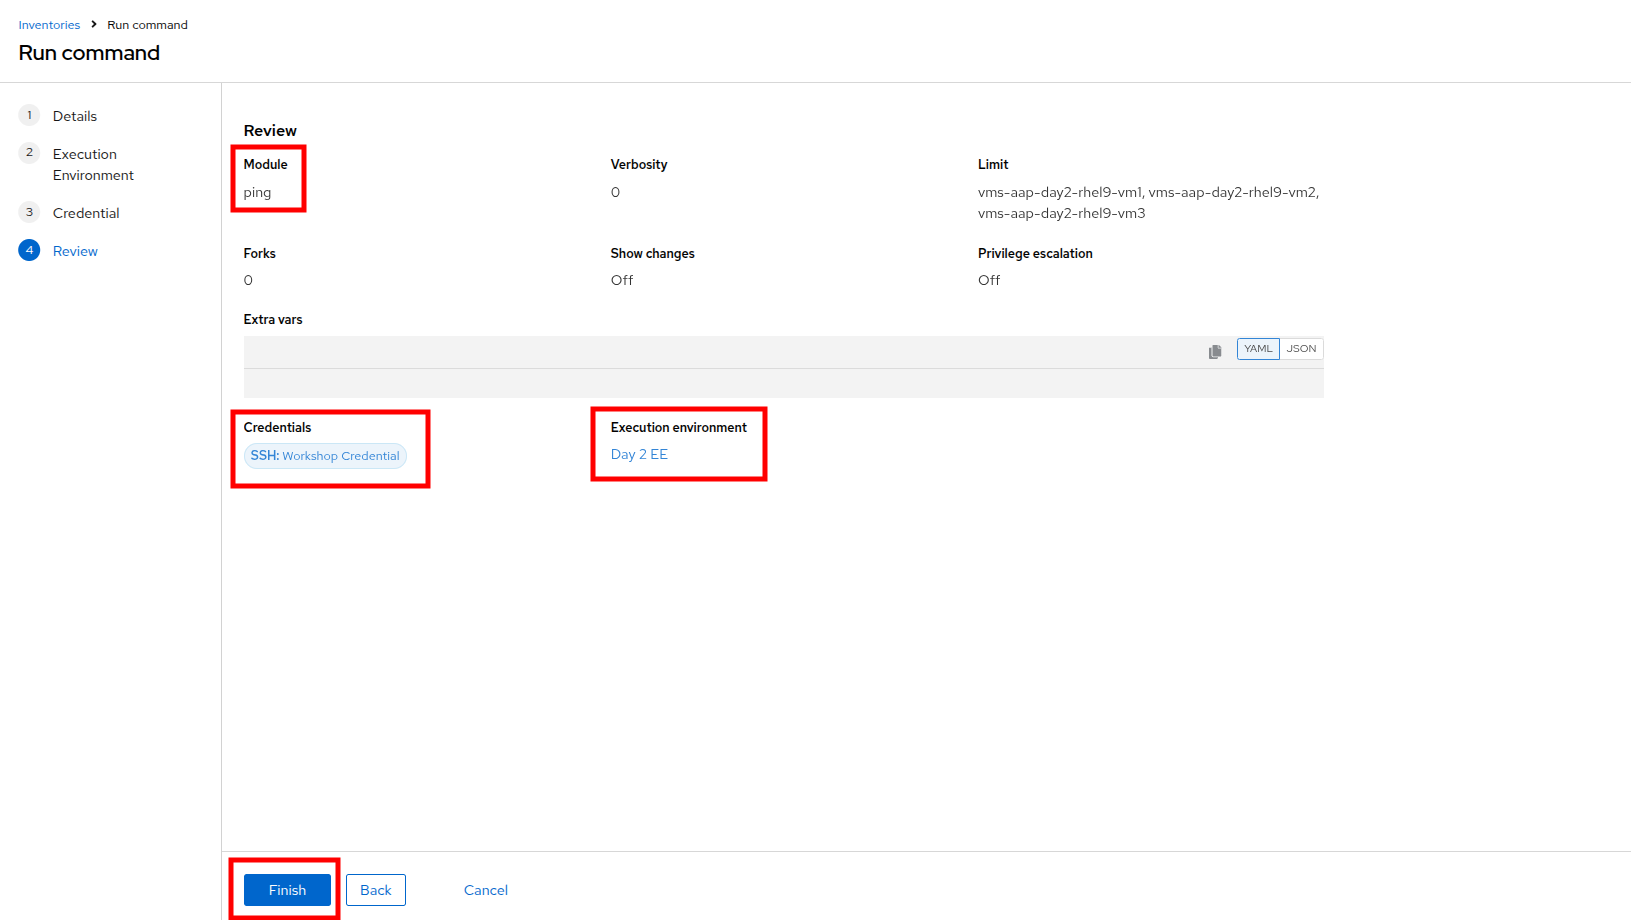 Inventories > Run command
Run command
1 Details
2 Execution
Environment
3 Credential
4 Review
Review
Module
ping
Verbosity
0
Limit
vms-aap-day2-rhel9-vm1, vms-aap-day2-rhel9-vm2,
vms-aap-day2-rhel9-vm3
Forks
0
Show changes
Off
Privilege escalation
Off
Extra vars
YAML JSON
Credentials
SSH: Workshop Credential
Execution environment
Day 2 EE
Finish Back Cancel